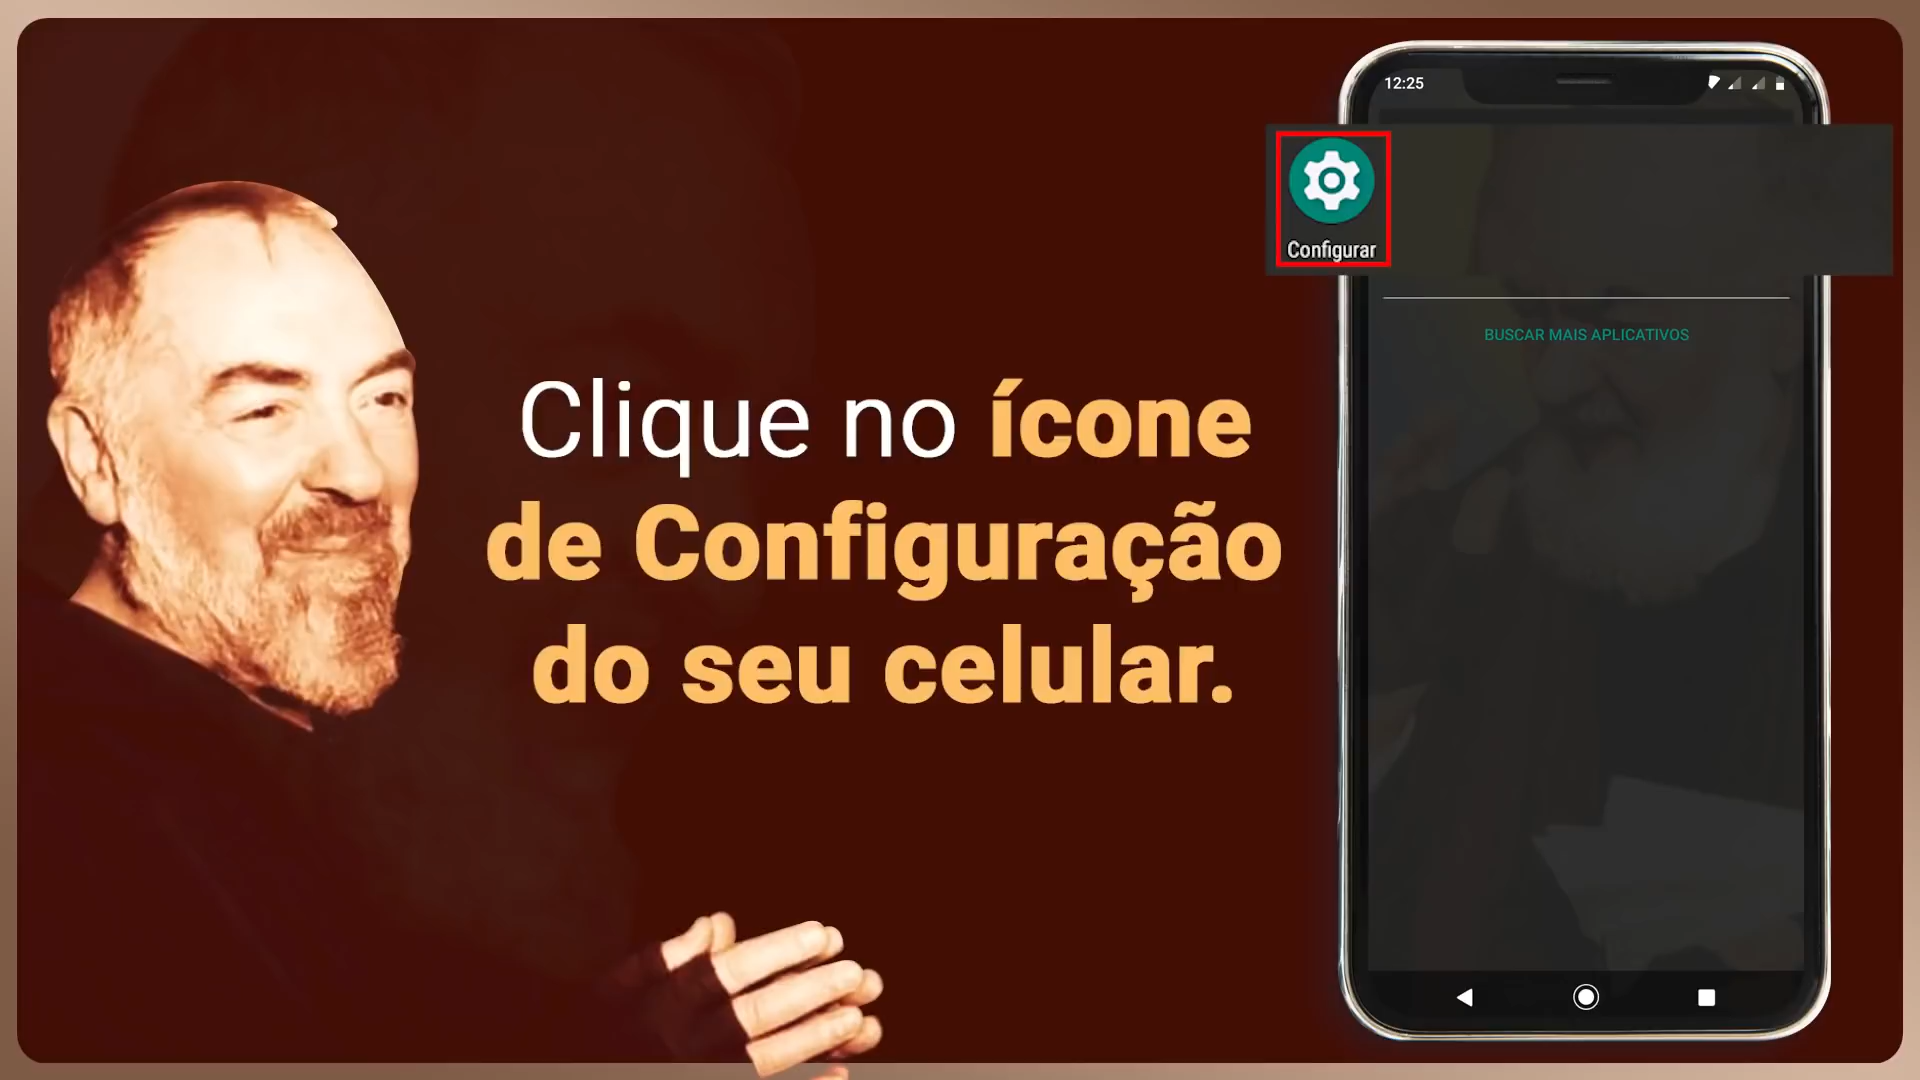 Clique no ícone
de Configuração
do seu celular.
12:25
Configurar
BUSCAR MAIS APLICATIVOS